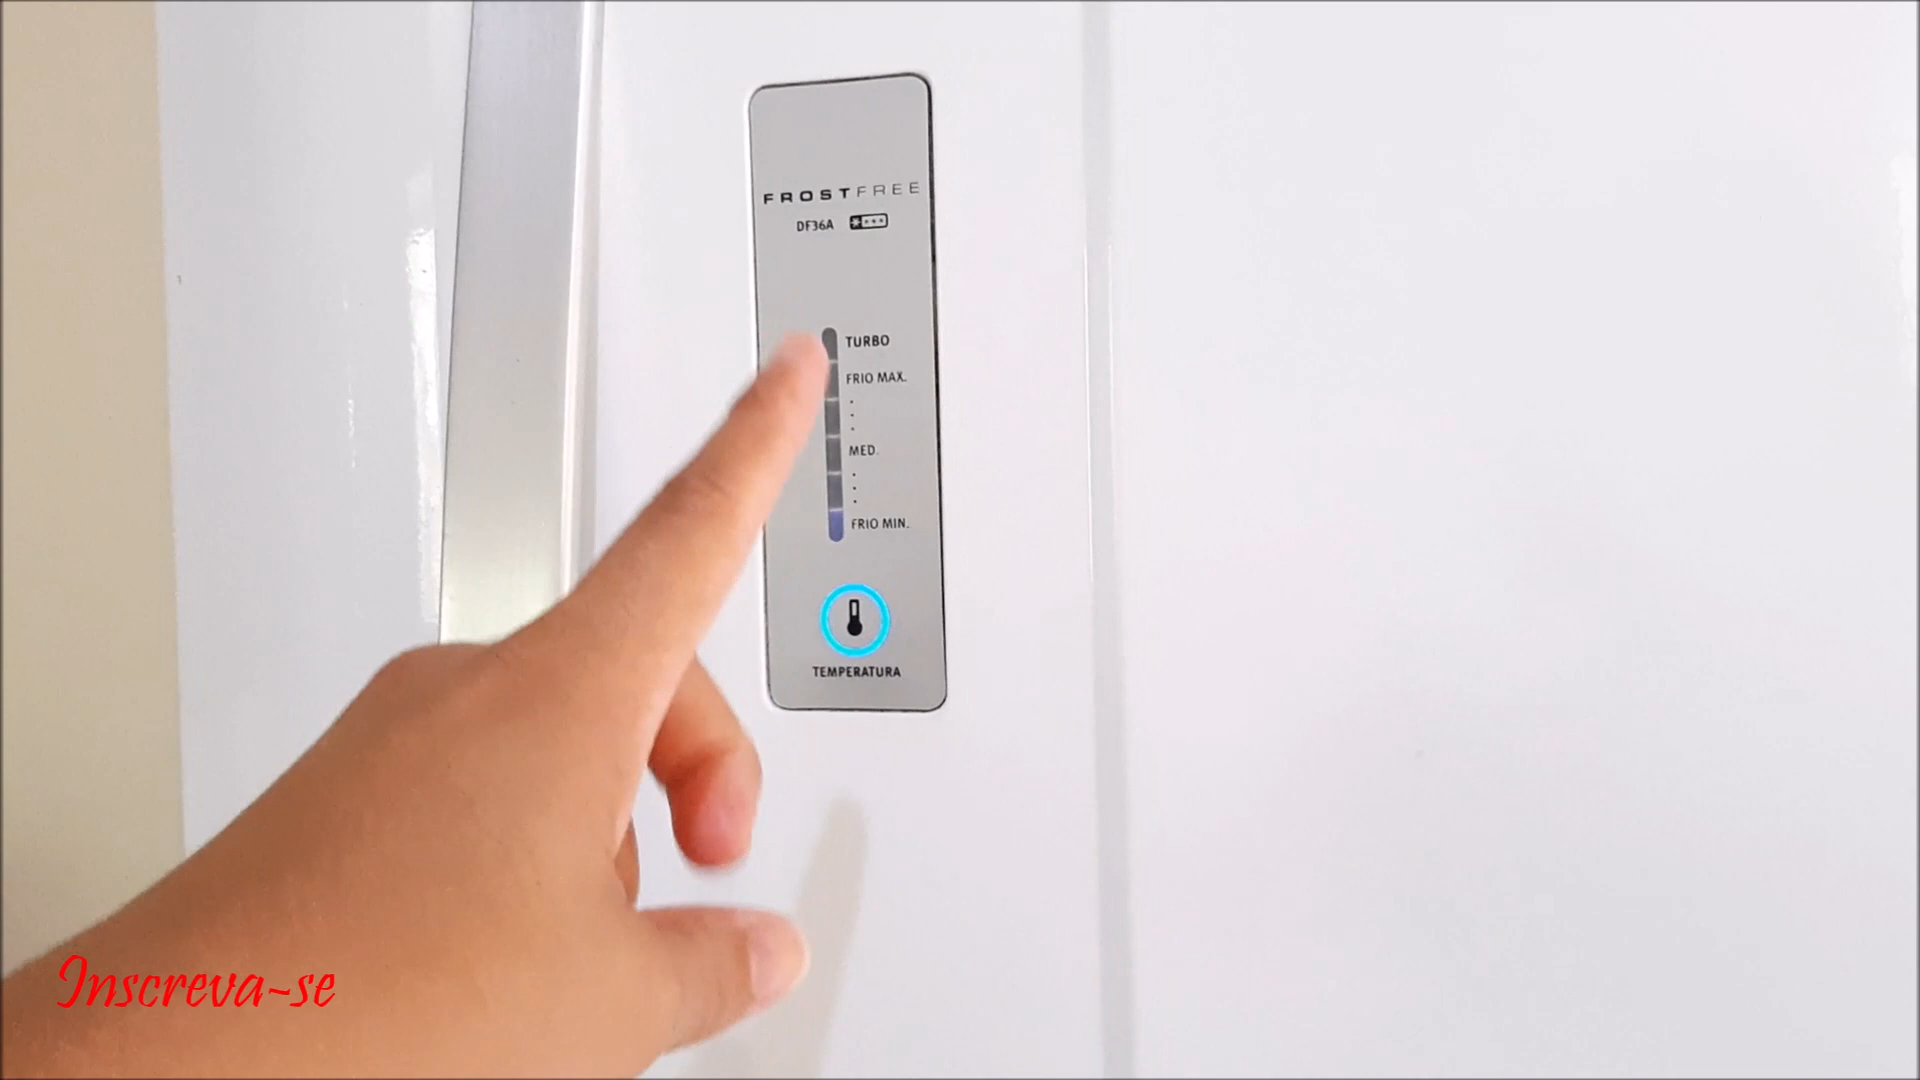 FROSTFREE
DF36A
TURBO
FRIO MAX.
MED.
FRIO MIN.
TEMPERATURA
Inscreva-se